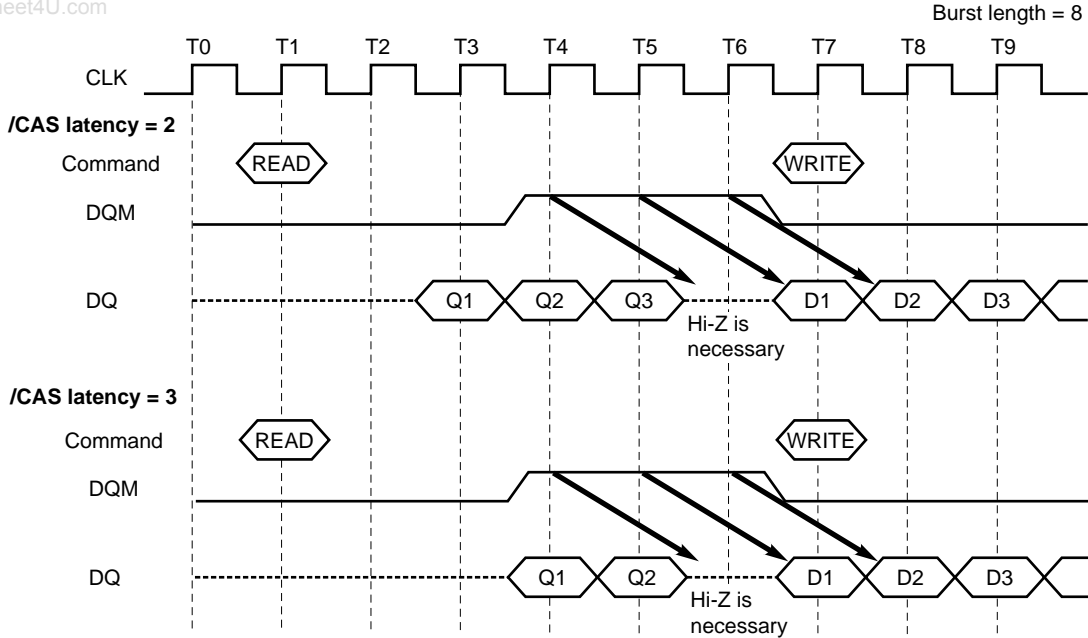 heet4U.com
Burst length = 8
T0 T1 T2 T3 T4 T5 T6 T7 T8 T9
CLK
/CAS latency = 2
Command READ WRITE
DQM
DQ Q1 Q2 Q3 D1 D2 D3
Hi-Z is
necessary
/CAS latency = 3
Command READ WRITE
DQM
DQ Q1 Q2 D1 D2 D3
Hi-Z is
necessary